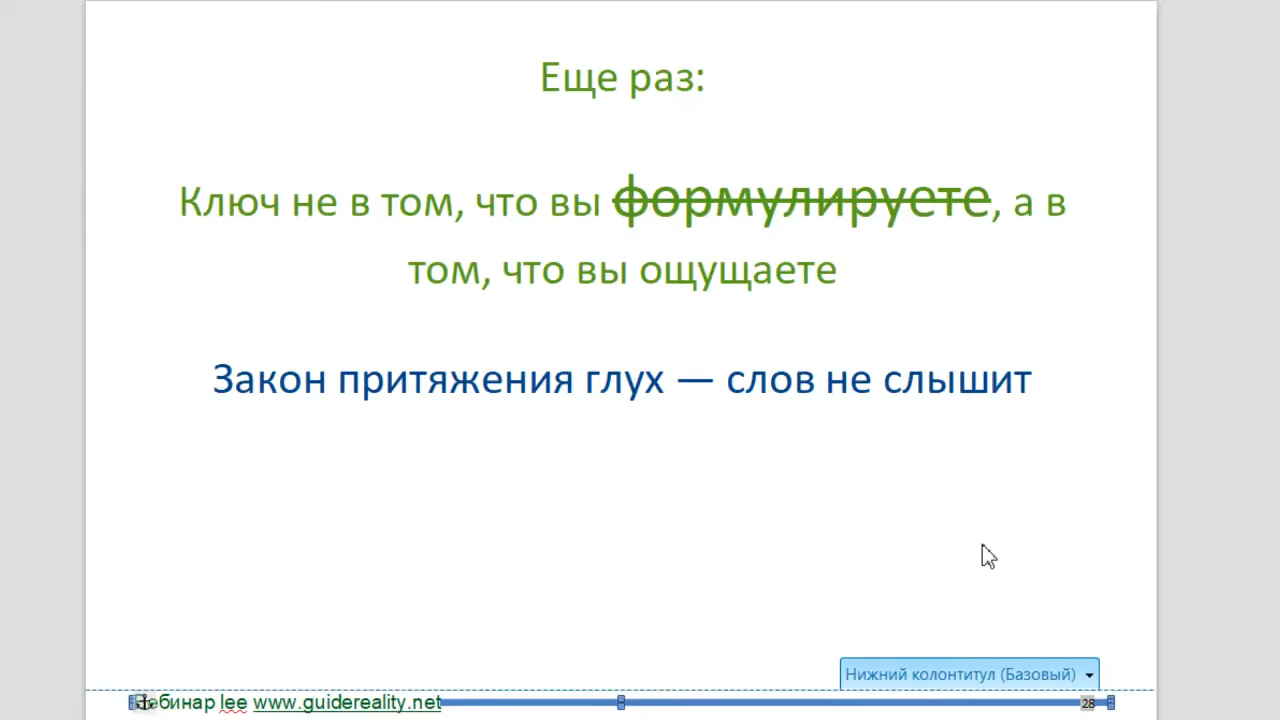 Еще раз:
Ключ не в том, что вы формулируете, а в
том, что вы ощущаете
Закон притяжения глух — слов не слышит
Нижний колонтитул (Базовый)
lee www.guidereality.net
28